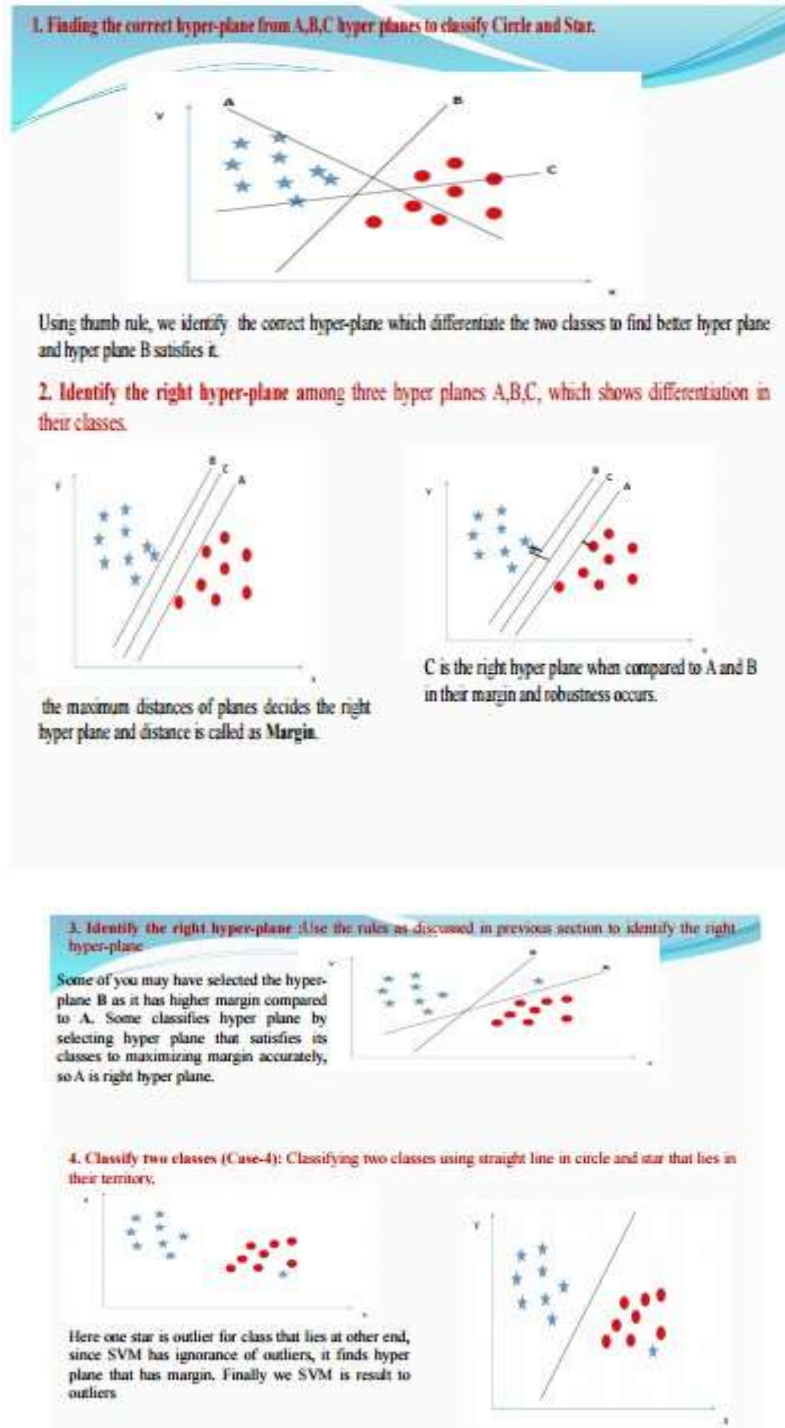 1. Finding the correct hyper-plane from A,B,C hyper planes to classify Circle and Star.
A
B
Y
C
X
Using thumb rule, we identify the correct hyper-plane which differentiate the two classes to find better hyper plane
and hyper plane B satisfies it.
2. Identify the right hyper-plane among three hyper planes A,B,C, which shows differentiation in
their classes.
B
C
A
Y
X
the maximum distances of planes decides the right
hyper plane and distance is called as Margin.
B
C
A
Y
C is the right hyper plane when compared to A and B
in their margin and robustness occurs.
3. Identify the right hyper-plane :Use the rules as discussed in previous section to identify the right
hyper-plane
Some of you may have selected the hyper-
plane B as it has higher margin compared
to A. Some classifies hyper plane by
selecting hyper plane that satisfies its
classes to maximizing margin accurately,
so A is right hyper plane.
4. Classify two classes (Case-4): Classifying two classes using straight line in circle and star that lies in
their territory.
Here one star is outlier for class that lies at other end,
since SVM has ignorance of outliers, it finds hyper
plane that has margin. Finally we SVM is result to
outliers
Y